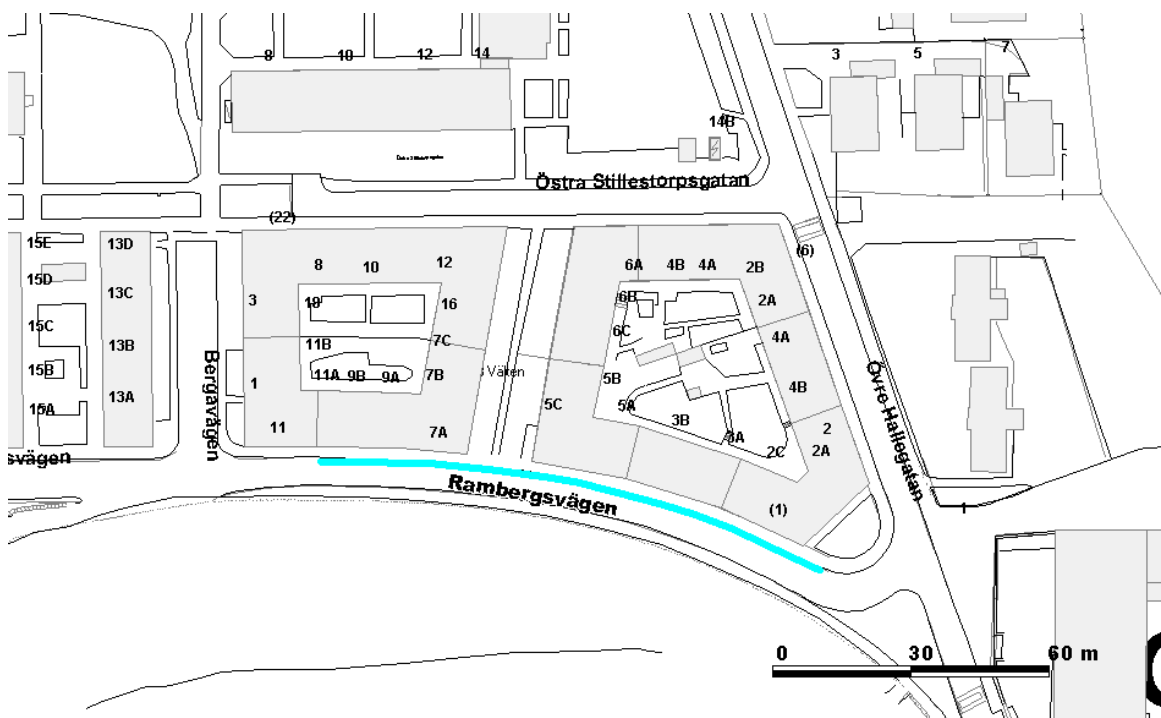 8 10 12 14
3 5 7
14B
Östra Stillestorpsgatan
(22)
(6)
15E 13D
8 10 12
6A 4B 4A 2B
15D
13C
3
18
16
6B
2A
15C
6C
4A
13B
11B
7C
15B
11A 9B 9A
7B
5B
1
4B
15A
13A
5C
5A
3B
2
11
7A
3A
2C
2A
Bergavägen
Övre Hallegatan
svägen
Rambergsvägen
(1)
1
0 30 60 m